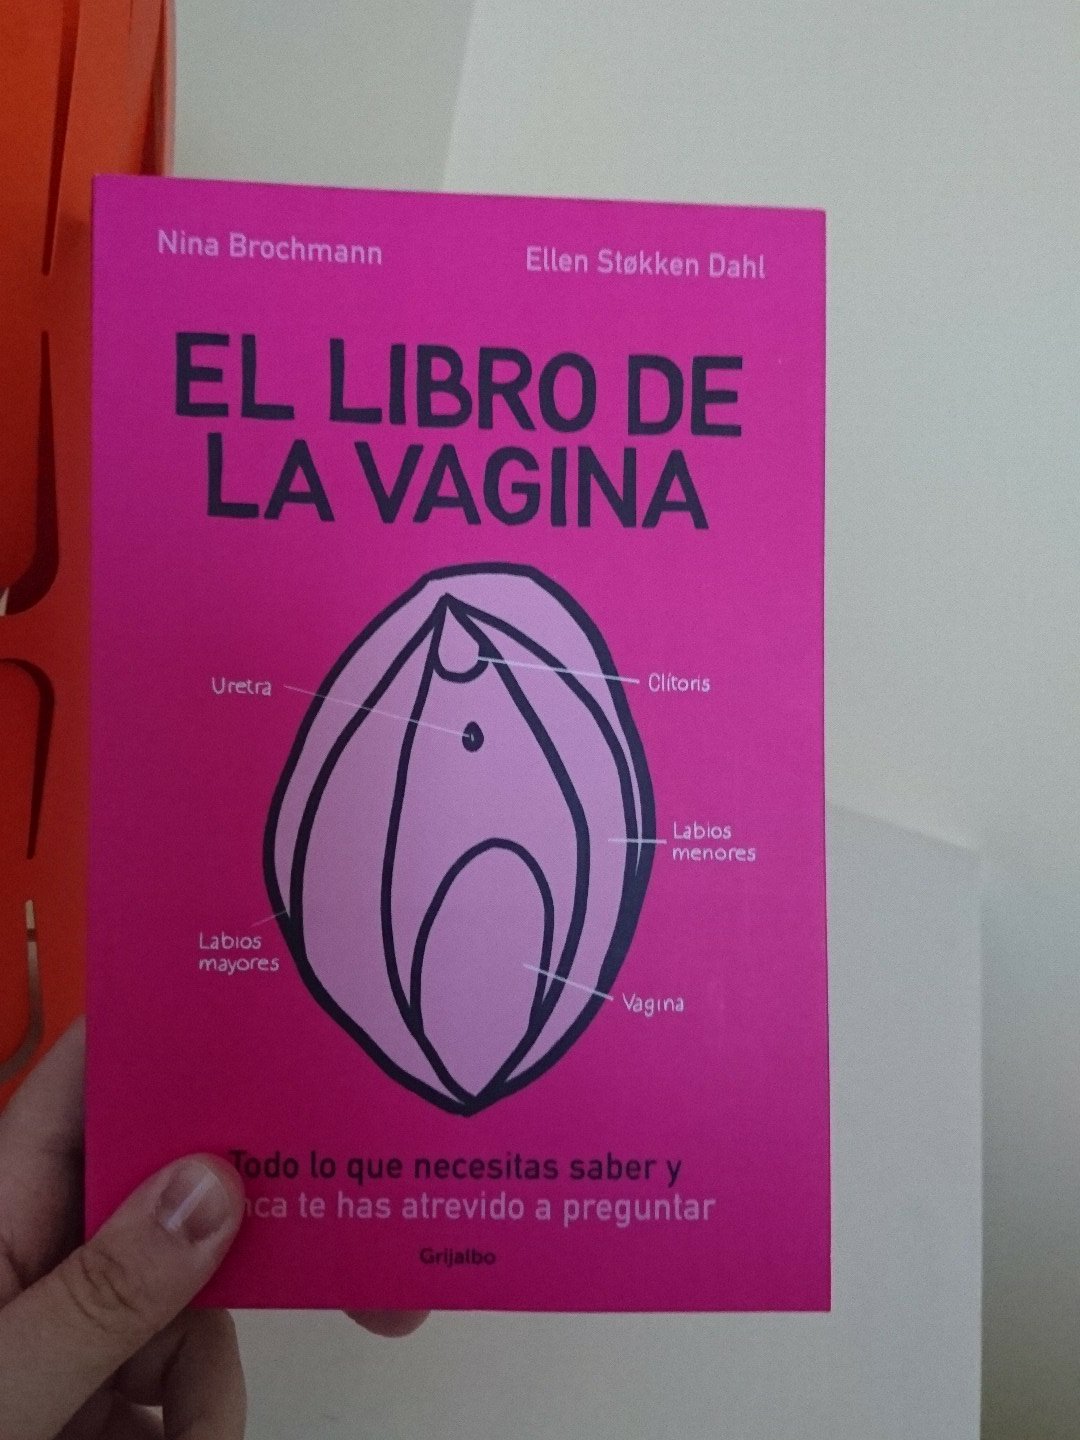 Nina Brochmann
Ellen Støkken Dahl
EL LIBRO DE
LA VAGINA
Uretra
Clítoris
Labios
menores
Labios
mayores
Vagina
Todo lo que necesitas saber y
te has atrevido a preguntar
Grijalbo